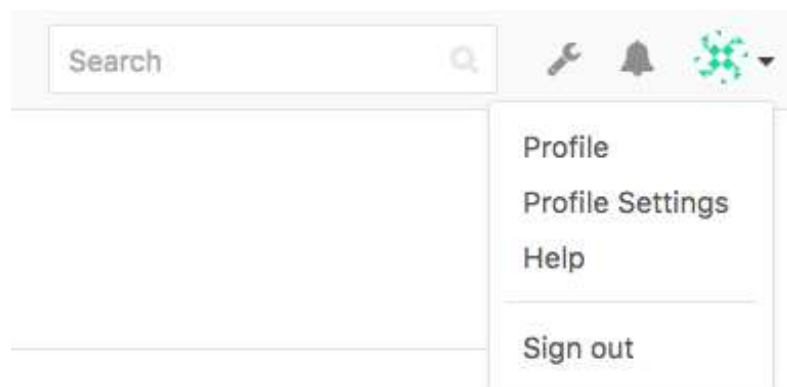 Search
Profile
Profile Settings
Help
Sign out